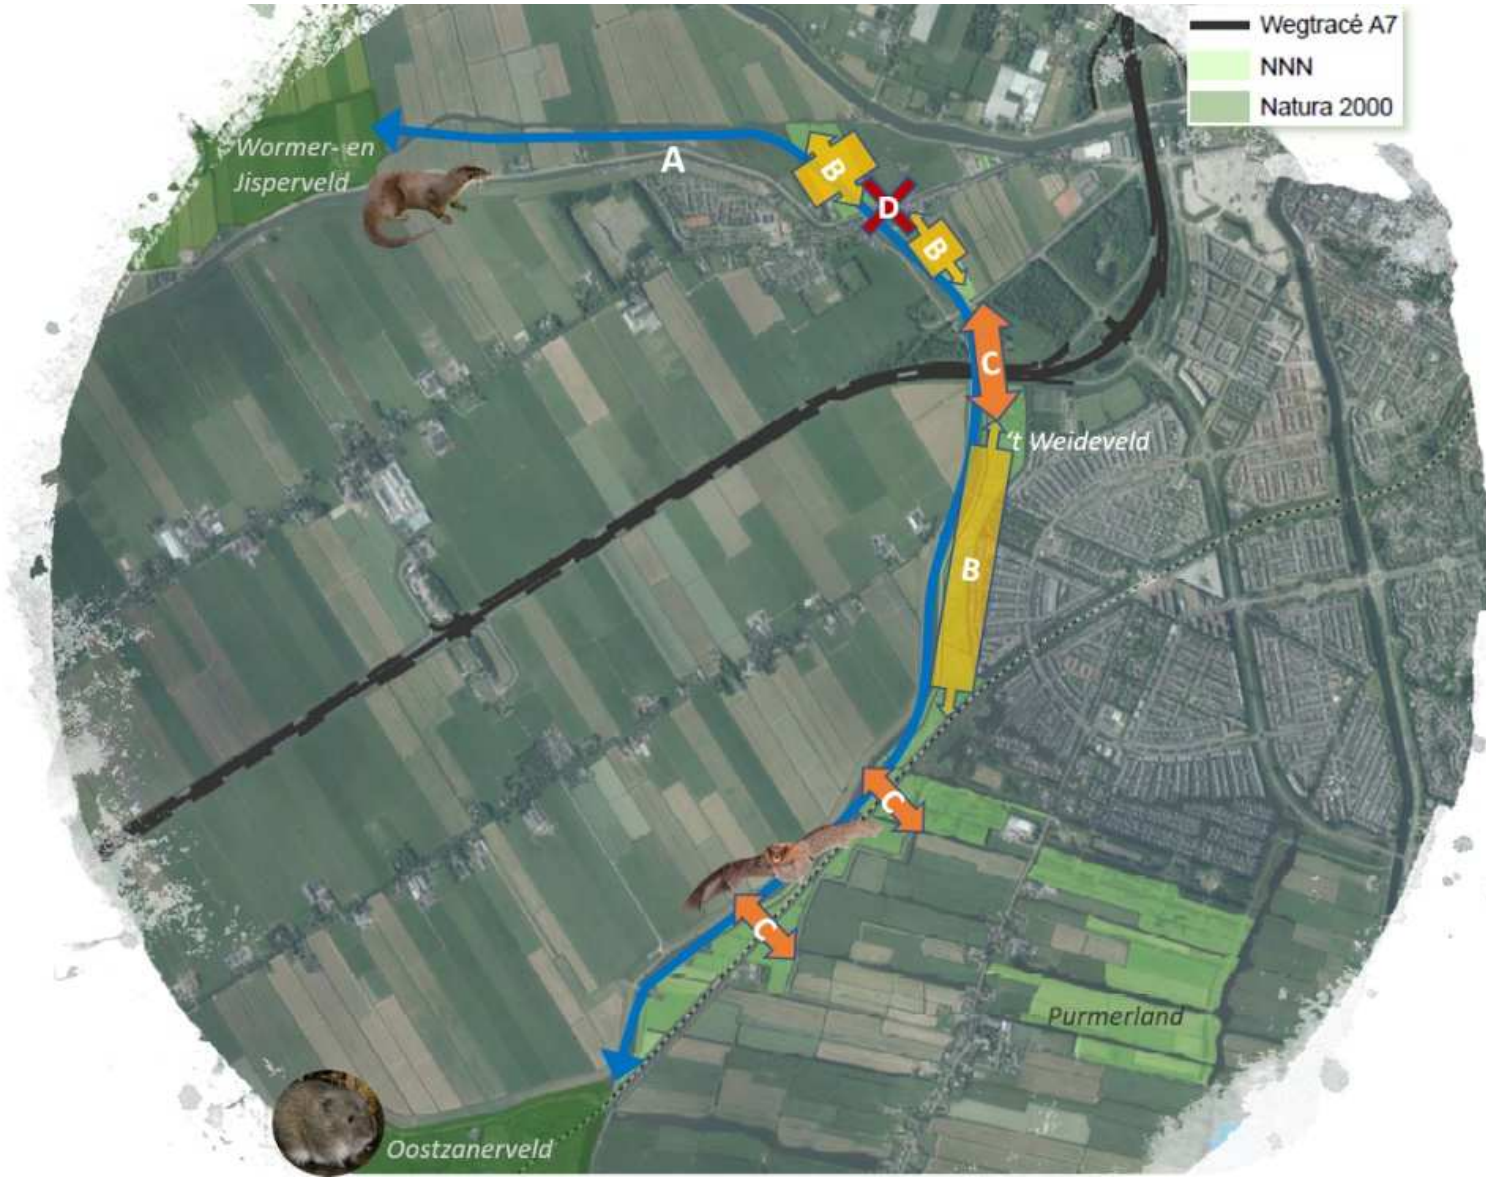 Wegtracé A7
NNN
Natura 2000
Wormer- en
Jisperveld
A
B
D
B
C
't Weideveld
B
C
C
Purmerland
Oostzanerveld